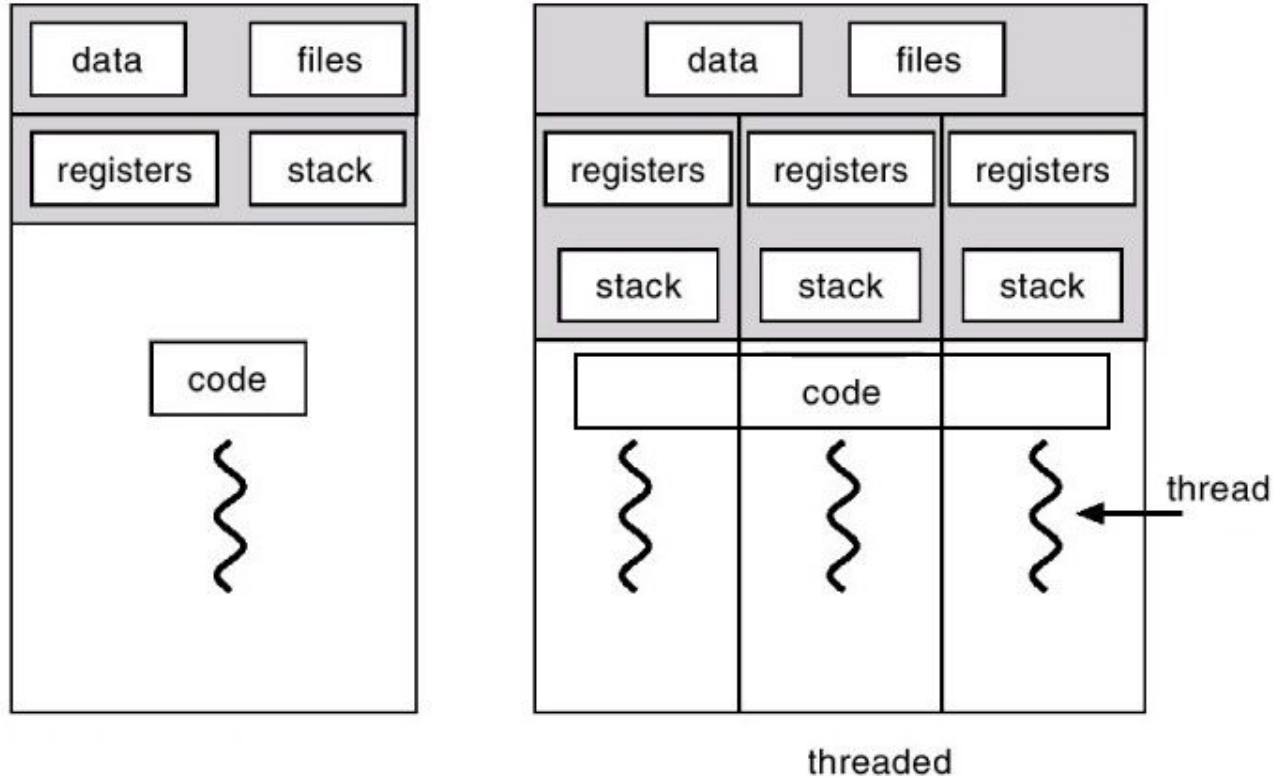 data files
registers stack
code
data files
registers registers registers
stack stack stack
code
thread
threaded